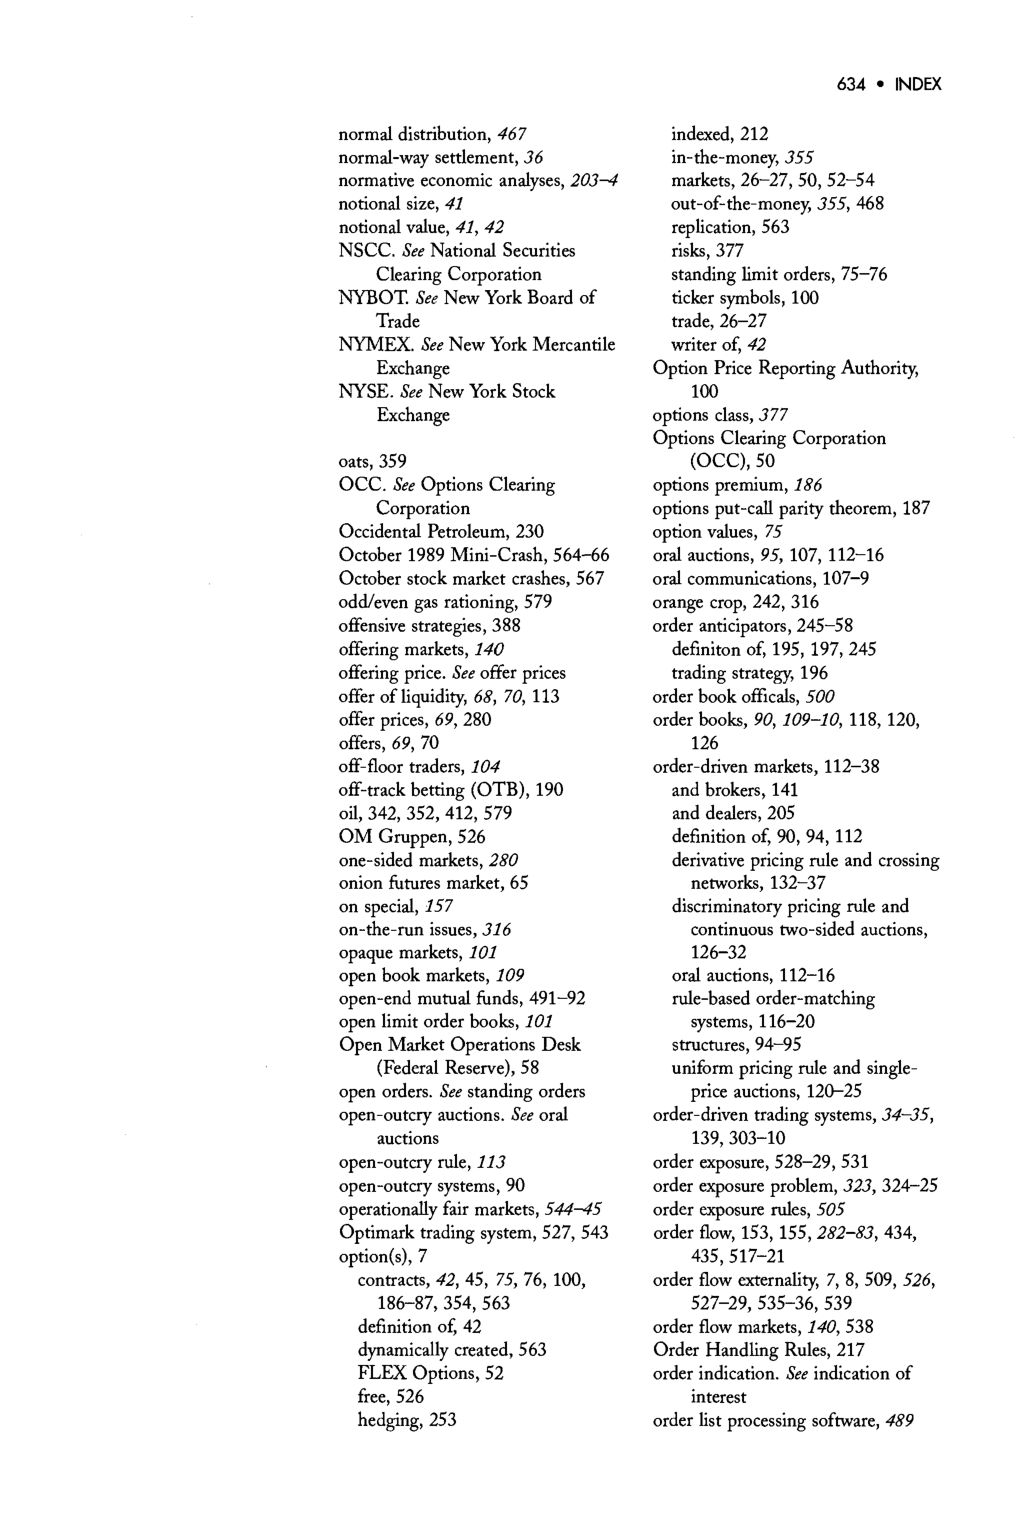 634 • INDEX
normal distribution, 467
normal-way settlement, 36
normative economic analyses, 203–4
notional size, 41
notional value, 41, 42
NSCC. See National Securities
Clearing Corporation
NYBOT. See New York Board of
Trade
NYMEX. See New York Mercantile
Exchange
NYSE. See New York Stock
Exchange
oats, 359
OCC. See Options Clearing
Corporation
Occidental Petroleum, 230
October 1989 Mini-Crash, 564–66
October stock market crashes, 567
odd/even gas rationing, 579
offensive strategies, 388
offering markets, 140
offering price. See offer prices
offer of liquidity, 68, 70, 113
offer prices, 69, 280
offers, 69, 70
off-floor traders, 104
off-track betting (OTB), 190
oil, 342, 352, 412, 579
OM Gruppen, 526
one-sided markets, 280
onion futures market, 65
on special, 157
on-the-run issues, 316
opaque markets, 101
open book markets, 109
open-end mutual funds, 491–92
open limit order books, 101
Open Market Operations Desk
(Federal Reserve), 58
open orders. See standing orders
open-outcry auctions. See oral
auctions
open-outcry rule, 113
open-outcry systems, 90
operationally fair markets, 544–45
Optimark trading system, 527, 543
option(s), 7
contracts, 42, 45, 75, 76, 100,
186–87, 354, 563
definition of, 42
dynamically created, 563
FLEX Options, 52
free, 526
hedging, 253
indexed, 212
in-the-money, 355
markets, 26–27, 50, 52–54
out-of-the-money, 355, 468
replication, 563
risks, 377
standing limit orders, 75–76
ticker symbols, 100
trade, 26–27
writer of, 42
Option Price Reporting Authority,
100
options class, 377
Options Clearing Corporation
(OCC), 50
options premium, 186
options put-call parity theorem, 187
option values, 75
oral auctions, 95, 107, 112–16
oral communications, 107–9
orange crop, 242, 316
order anticipators, 245–58
definiton of, 195, 197, 245
trading strategy, 196
order book officals, 500
order books, 90, 109–10, 118, 120,
126
order-driven markets, 112–38
and brokers, 141
and dealers, 205
definition of, 90, 94, 112
derivative pricing rule and crossing
networks, 132–37
discriminatory pricing rule and
continuous two-sided auctions,
126–32
oral auctions, 112–16
rule-based order-matching
systems, 116–20
structures, 94–95
uniform pricing rule and single-
price auctions, 120–25
order-driven trading systems, 34–35,
139, 303–10
order exposure, 528–29, 531
order exposure problem, 323, 324–25
order exposure rules, 505
order flow, 153, 155, 282–83, 434,
435, 517–21
order flow externality, 7, 8, 509, 526,
527–29, 535–36, 539
order flow markets, 140, 538
Order Handling Rules, 217
order indication. See indication of
interest
order list processing software, 489